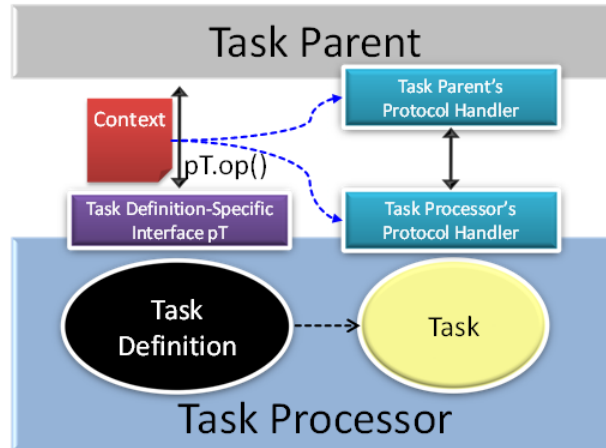 Task Parent
Task Parent's
Protocol Handler
Context
pT.op()
Task Definition-Specific
Interface pT
Task Processor's
Protocol Handler
Task
Definition
Task
Task Processor